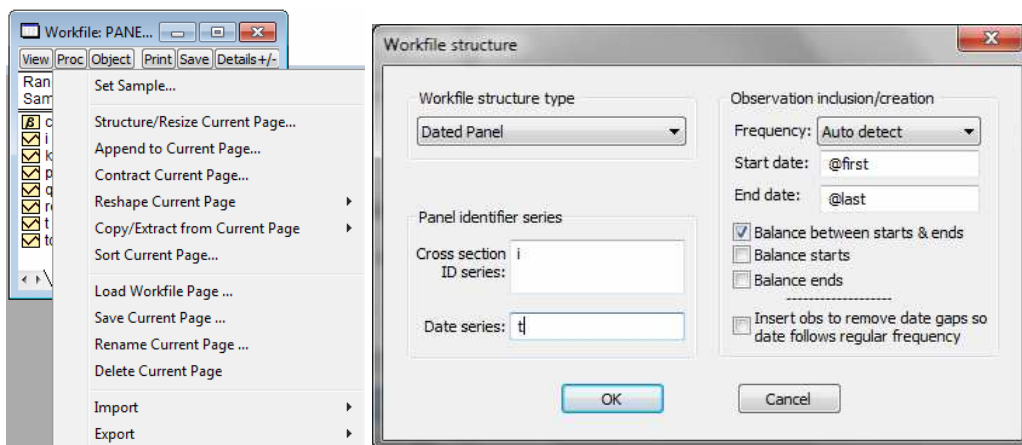 Workfile: PANE...
View Proc Object Print Save Details+/-
Ran
Sam
c
i
k
p
q
r
t
to
Set Sample...
Structure/Resize Current Page...
Append to Current Page...
Contract Current Page...
Reshape Current Page
Copy/Extract from Current Page
Sort Current Page...
Load Workfile Page ...
Save Current Page ...
Rename Current Page ...
Delete Current Page
Import
Export
Workfile structure
Workfile structure type
Dated Panel
Panel identifier series
Cross section
ID series:
i
Date series: t
Observation inclusion/creation
Frequency: Auto detect
Start date: @first
End date: @last
Balance between starts & ends
Balance starts
Balance ends
--------------------
Insert obs to remove date gaps so
date follows regular frequency
OK
Cancel